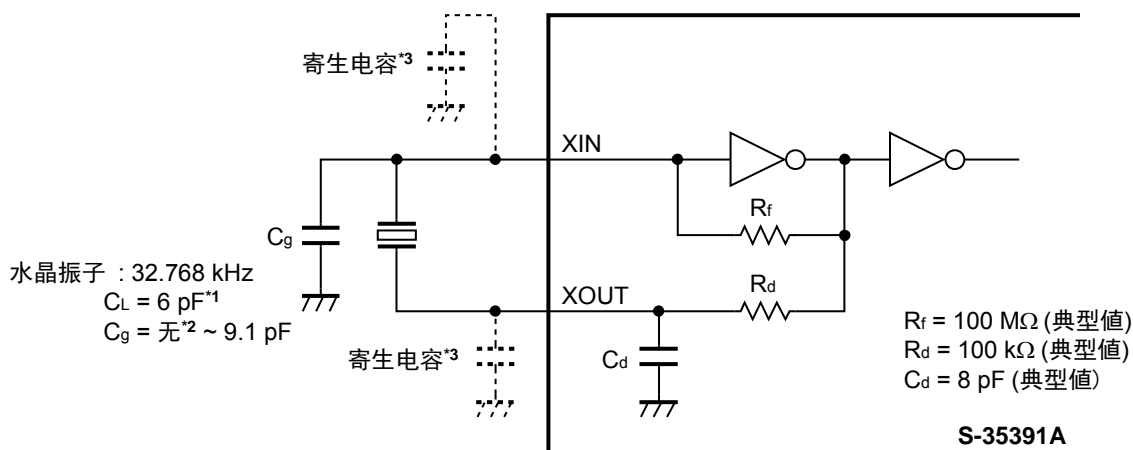 寄生电容*3
XIN
Rf
Cg
水晶振子 : 32.768 kHz
CL = 6 pF*1
Cg = 无*2 ~ 9.1 pF
XOUT
Rd
寄生电容*3
Cd
Rf = 100 MΩ (典型値)
Rd = 100 kΩ (典型値)
Cd = 8 pF (典型値)
S-35391A